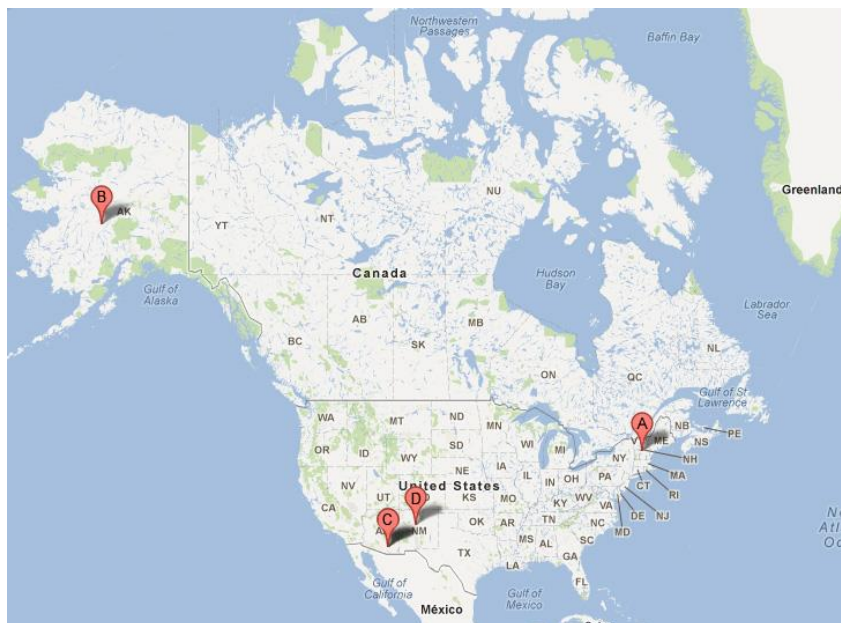 Northwestern
Passages
Baffin Bay
Greenland
B
AK
YT
NT
NU
Canada
Hudson
Bay
Gulf of
Alaska
Labrador
Sea
BC
AB
SK
MB
ON
QC
NL
Gulf of St
Lawrence
A
NB
PE
NS
ME
V
NH
MA
RI
CT
NJ
DE
MD
WA
MT
ND
MN
OR
ID
WY
SD
WI
MI
NY
PA
NE
IA
IL
IN
OH
NV
UT
United States
KS
MO
KY
WV
VA
CA
C
D
A
NM
OK
AR
TN
NC
SC
TX
MS
AL
GA
LA
FL
Gulf of
California
Gulf of
Mexico
México
Atl
Oc